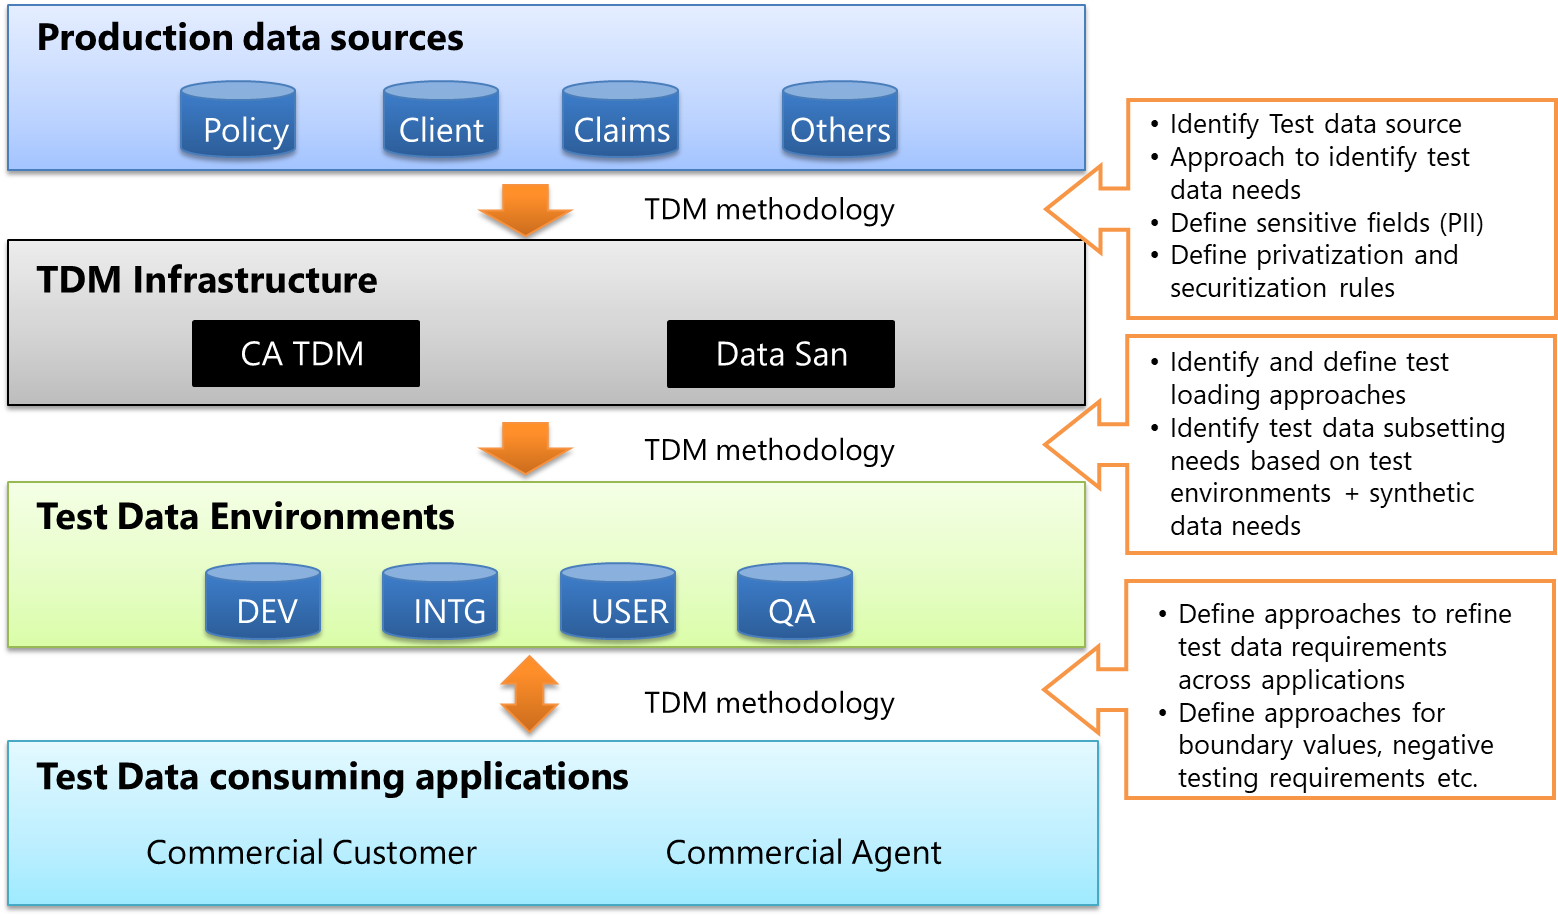 Production data sources
Policy
Client
Claims
Others
TDM methodology
• Identify Test data source
• Approach to identify test
data needs
• Define sensitive fields (PII)
• Define privatization and
securitization rules
TDM Infrastructure
CA TDM
Data San
TDM methodology
• Identify and define test
loading approaches
• Identify test data subsetting
needs based on test
environments + synthetic
data needs
Test Data Environments
DEV
INTG
USER
QA
TDM methodology
• Define approaches to refine
test data requirements
across applications
• Define approaches for
boundary values, negative
testing requirements etc.
Test Data consuming applications
Commercial Customer
Commercial Agent